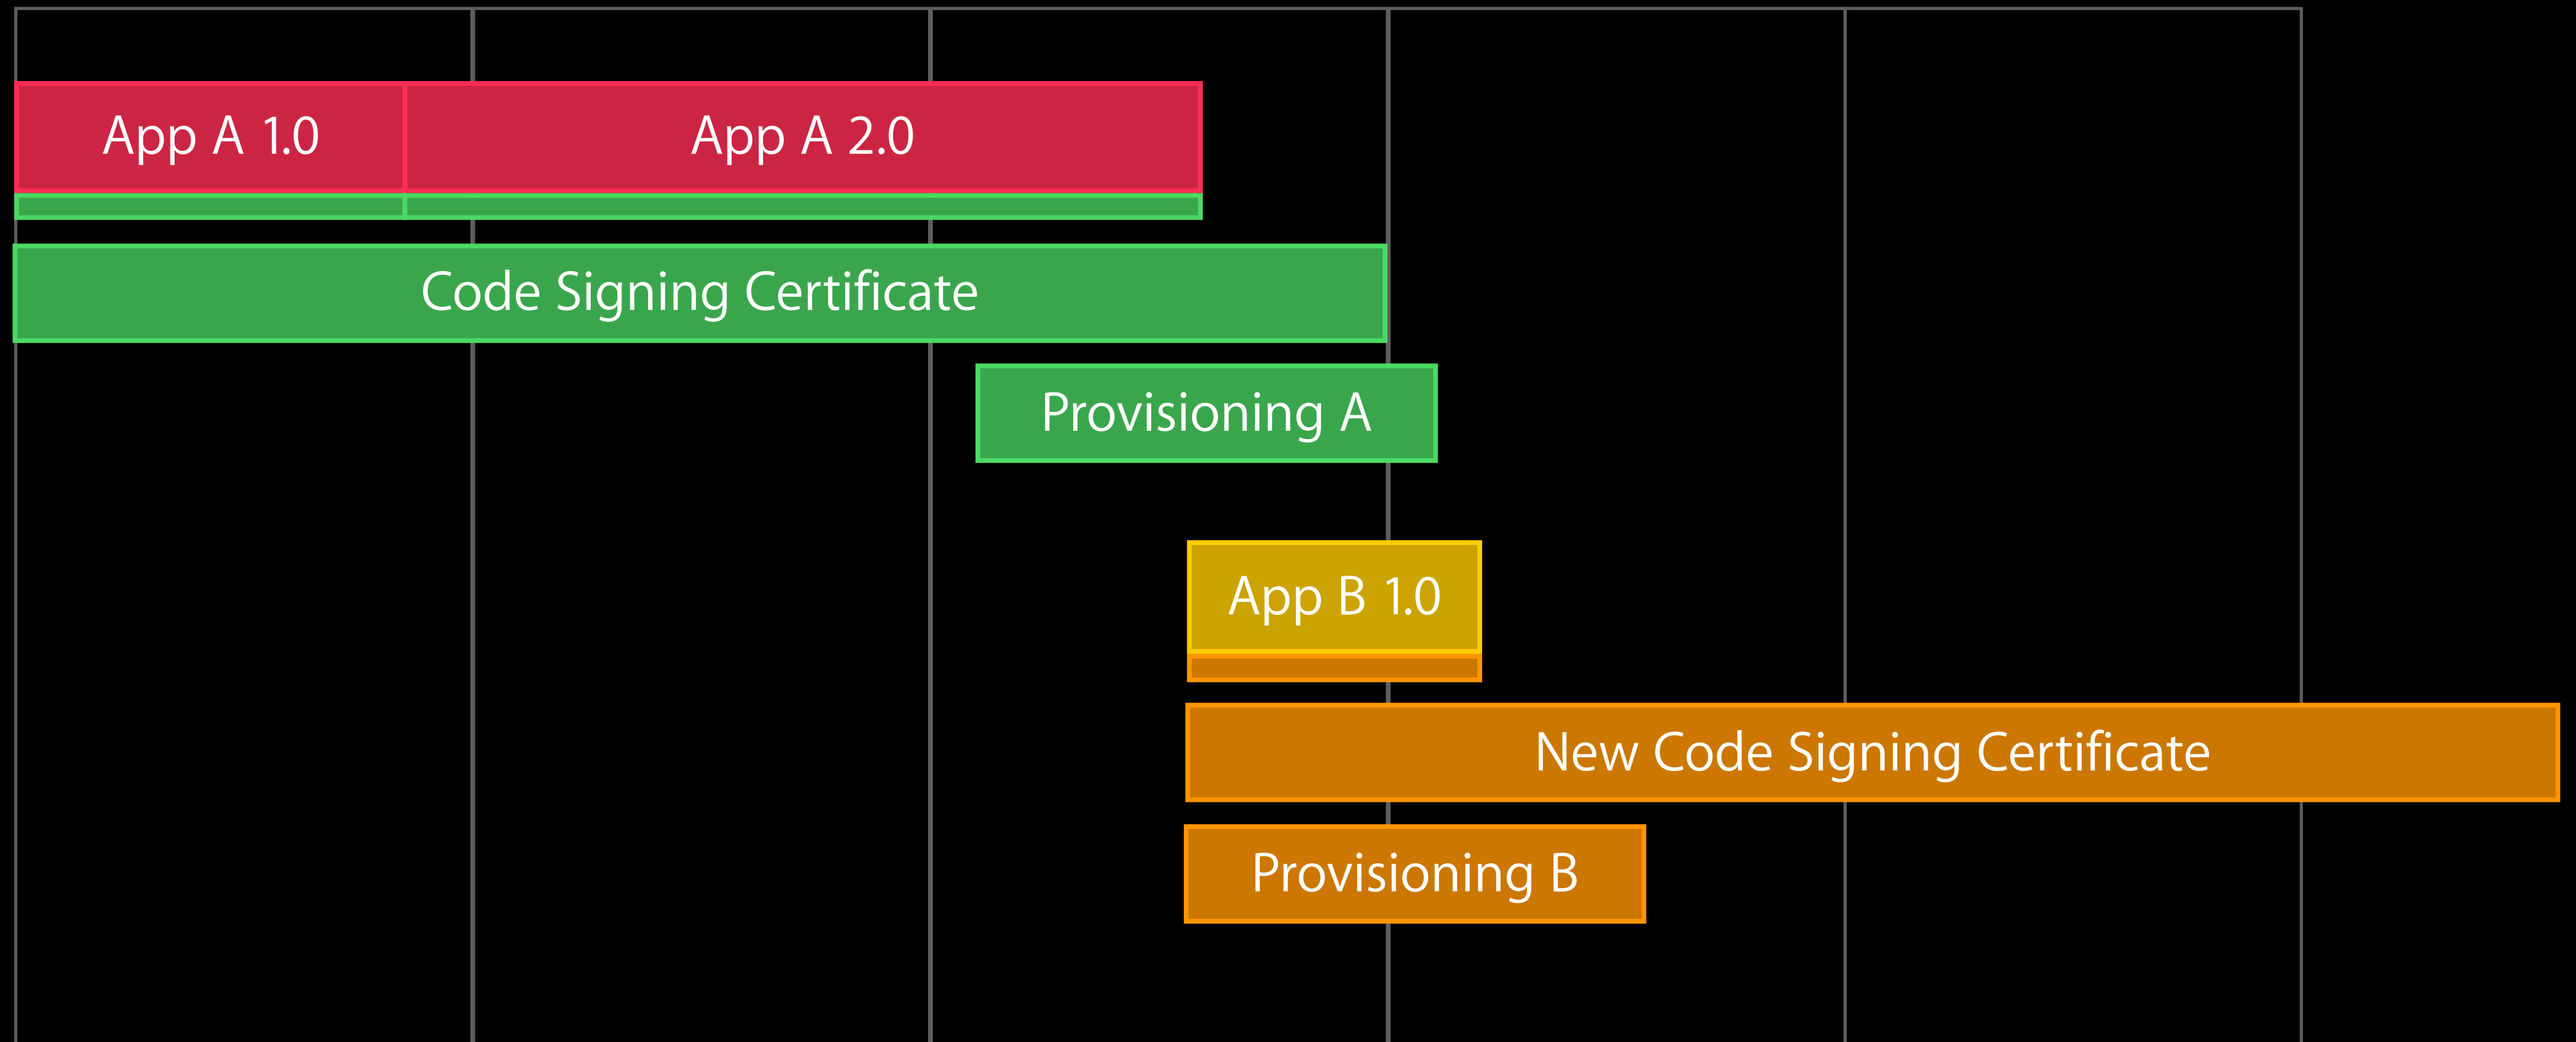 App A 1.0
App A 2.0
Code Signing Certificate
Provisioning A
App B 1.0
New Code Signing Certificate
Provisioning B